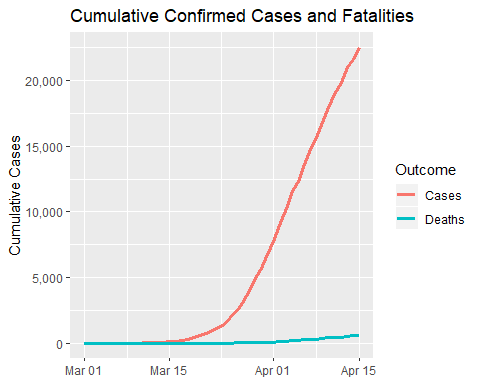 Cumulative Confirmed Cases and Fatalities
Cumulative Cases
20,000
15,000
10,000
5,000
0
Mar 01
Mar 15
Apr 01
Apr 15
Outcome
Cases
Deaths